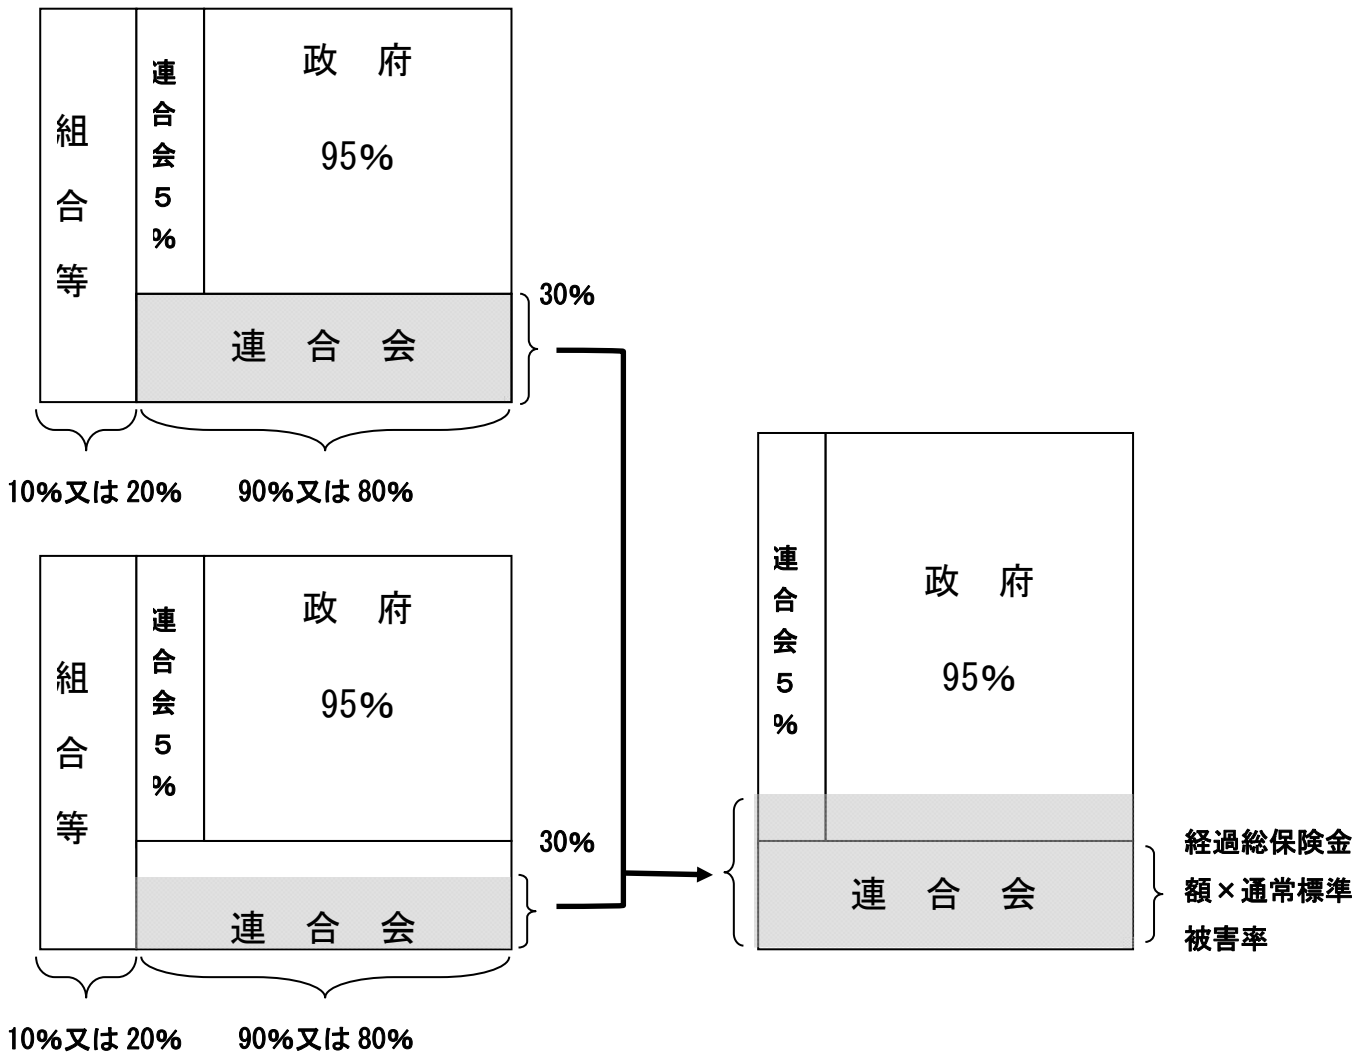 組合等
連合会５％
政　府
95％
30％
連　合　会
10％又は 20％
90％又は 80％
組合等
連合会５％
政　府
95％
30％
連　合　会
10％又は 20％
90％又は 80％
連合会５％
政　府
95％
連　合　会
経過総保険金
額×通常標準
被害率